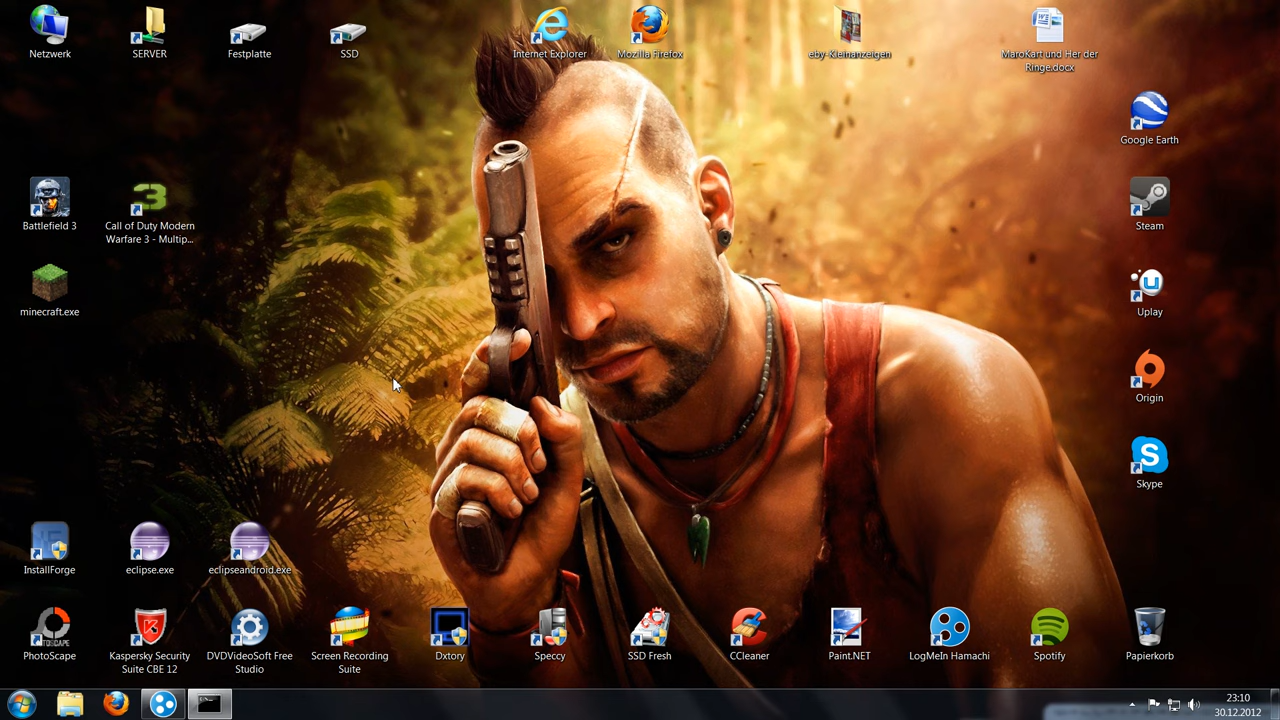 Netzwerk
SERVER
Festplatte
SSD
Internet Explorer
Mozilla Firefox
eby-Kleinanzeigen
MaroKart und Her der
Ringe.docx
Google Earth
Battlefield 3
Call of Duty Modern
Warfare 3 - Multip...
Steam
minecraft.exe
Uplay
Origin
Skype
InstallForge
eclipse.exe
eclipseandroid.exe
PhotoScape
Kaspersky Security
Suite CBE 12
DVDVideoSoft Free
Studio
Screen Recording
Suite
Dxtory
Speccy
SSD Fresh
CCleaner
Paint.NET
LogMeIn Hamachi
Spotify
Papierkorb
23:10
30.12.2012